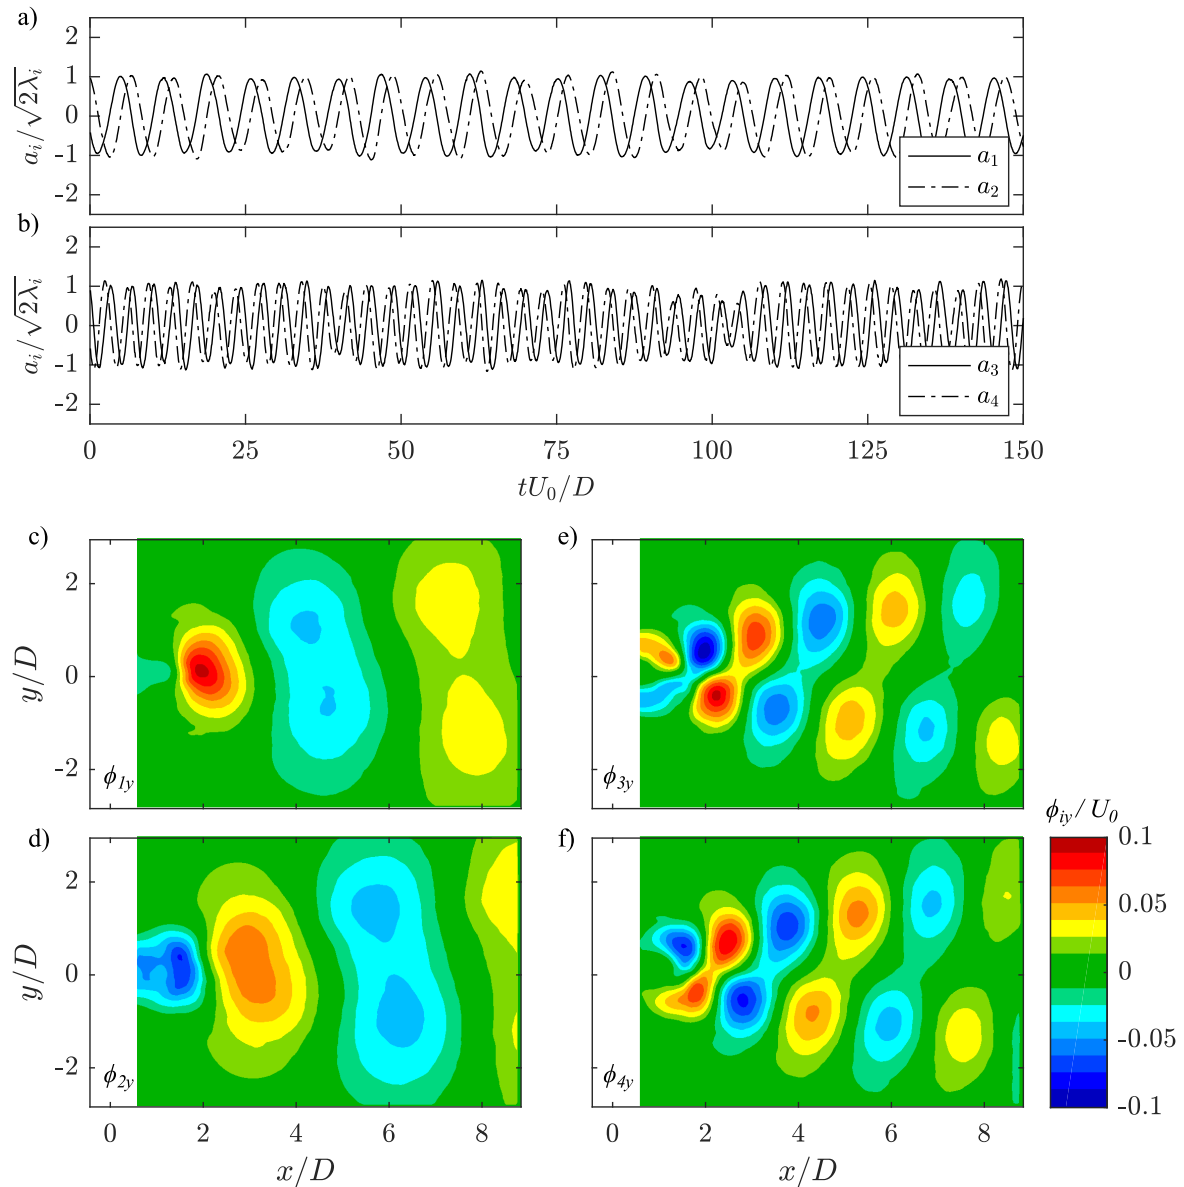 a)
2
1
0
-1
-2
a_i/√2λ_i
a_1
a_2
b)
2
1
0
-1
-2
a_i/√2λ_i
a_3
a_4
0 25 50 75 100 125 150
tU_0/D
c)
2
0
-2
y/D
ϕ_1y
e)
ϕ_3y
d)
2
0
-2
y/D
ϕ_2y
0 2 4 6 8
x/D
f)
ϕ_4y
0 2 4 6 8
x/D
ϕ_iy/U_0
0.1
0.05
0
-0.05
-0.1